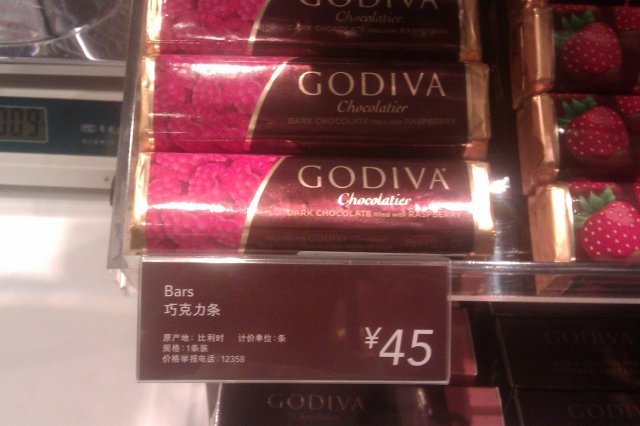 Chocolatier
DARK CHOCOLATE filled with RASPBERRY
GODIVA
Chocolatier
DARK CHOCOLATE FILLED WITH RASPBERRY
GODIVA
Chocolatier
DARK CHOCOLATE filled with RASPBERRY
Bars
巧克力条
原产地: 比利时 计价单位: 条
规格: 1条装
价格举报电话: 12358
¥45
GODIVA
Chocolatier
GODIVA